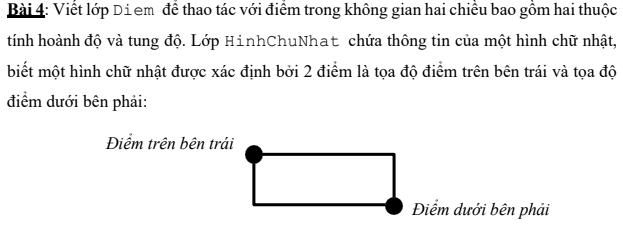 Bài 4: Viết lớp Diem để thao tác với điểm trong không gian hai chiều bao gồm hai thuộc
tính hoành độ và tung độ. Lớp HinhChuNhat chứa thông tin của một hình chữ nhật,
biết một hình chữ nhật được xác định bởi 2 điểm là tọa độ điểm trên bên trái và tọa độ
điểm dưới bên phải:
Điểm trên bên trái
Điểm dưới bên phải